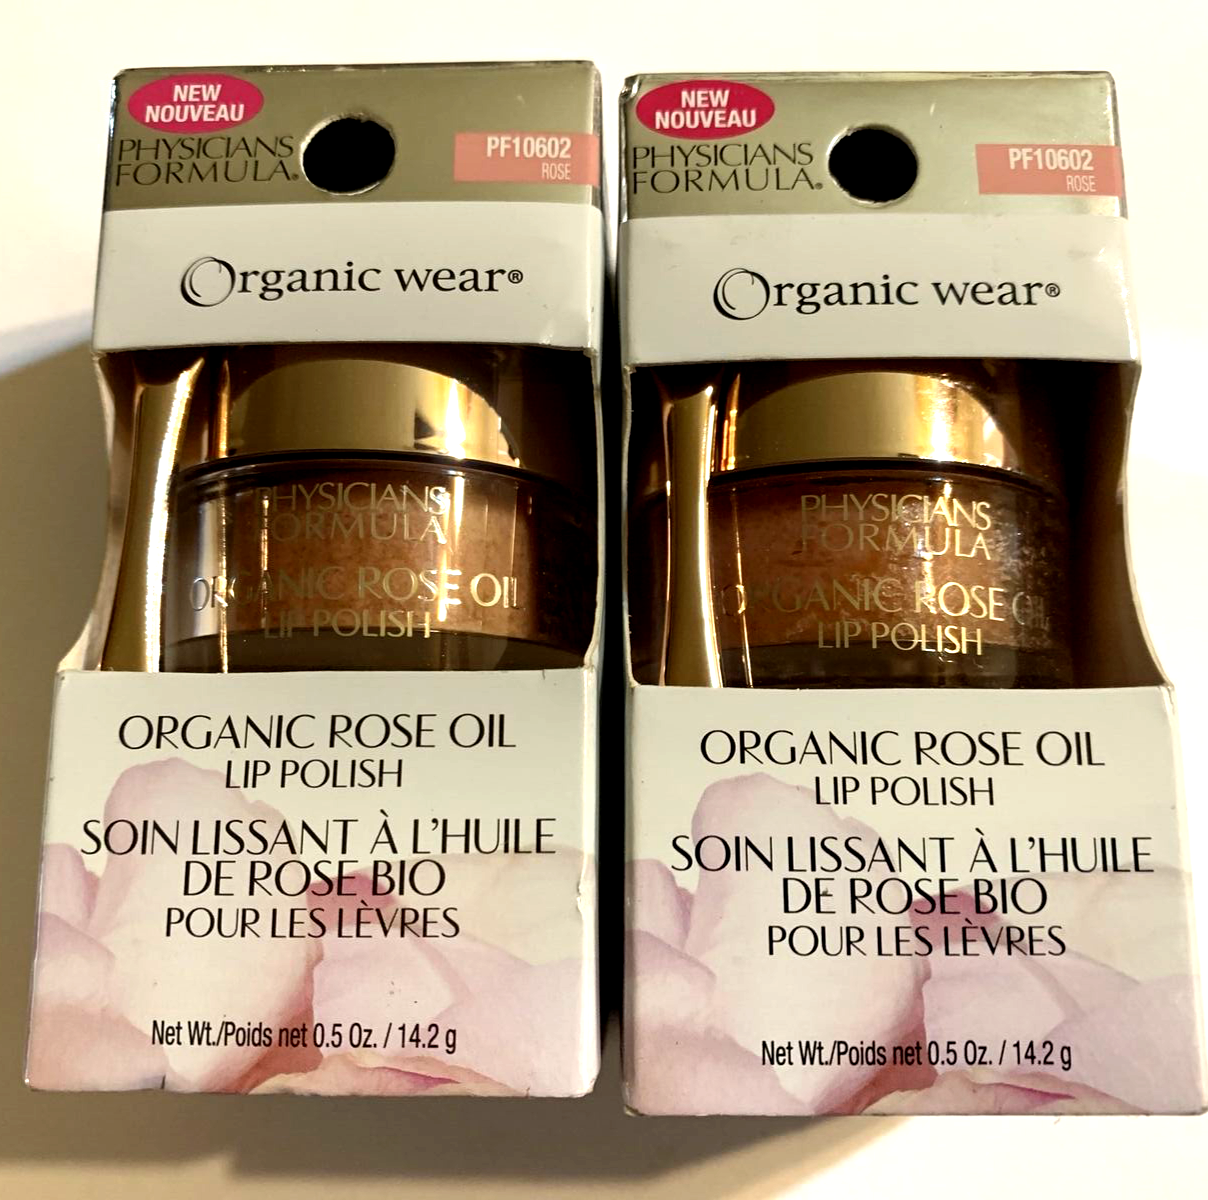 NEW
NOUVEAU
PHYSICIANS
FORMULA®
PF10602
ROSE
Organic wear®
PHYSICIANS
FORMULA
ORGANIC ROSE OIL
LIP POLISH
ORGANIC ROSE OIL
LIP POLISH
SOIN LISSANT À L'HUILE
DE ROSE BIO
POUR LES LÈVRES
Net Wt./Poids net 0.5 Oz. / 14.2 g
NEW
NOUVEAU
PHYSICIANS
FORMULA®
PF10602
ROSE
Organic wear®
PHYSICIANS
FORMULA
ORGANIC ROSE OIL
LIP POLISH
ORGANIC ROSE OIL
LIP POLISH
SOIN LISSANT À L'HUILE
DE ROSE BIO
POUR LES LÈVRES
Net Wt./Poids net 0.5 Oz. / 14.2 g